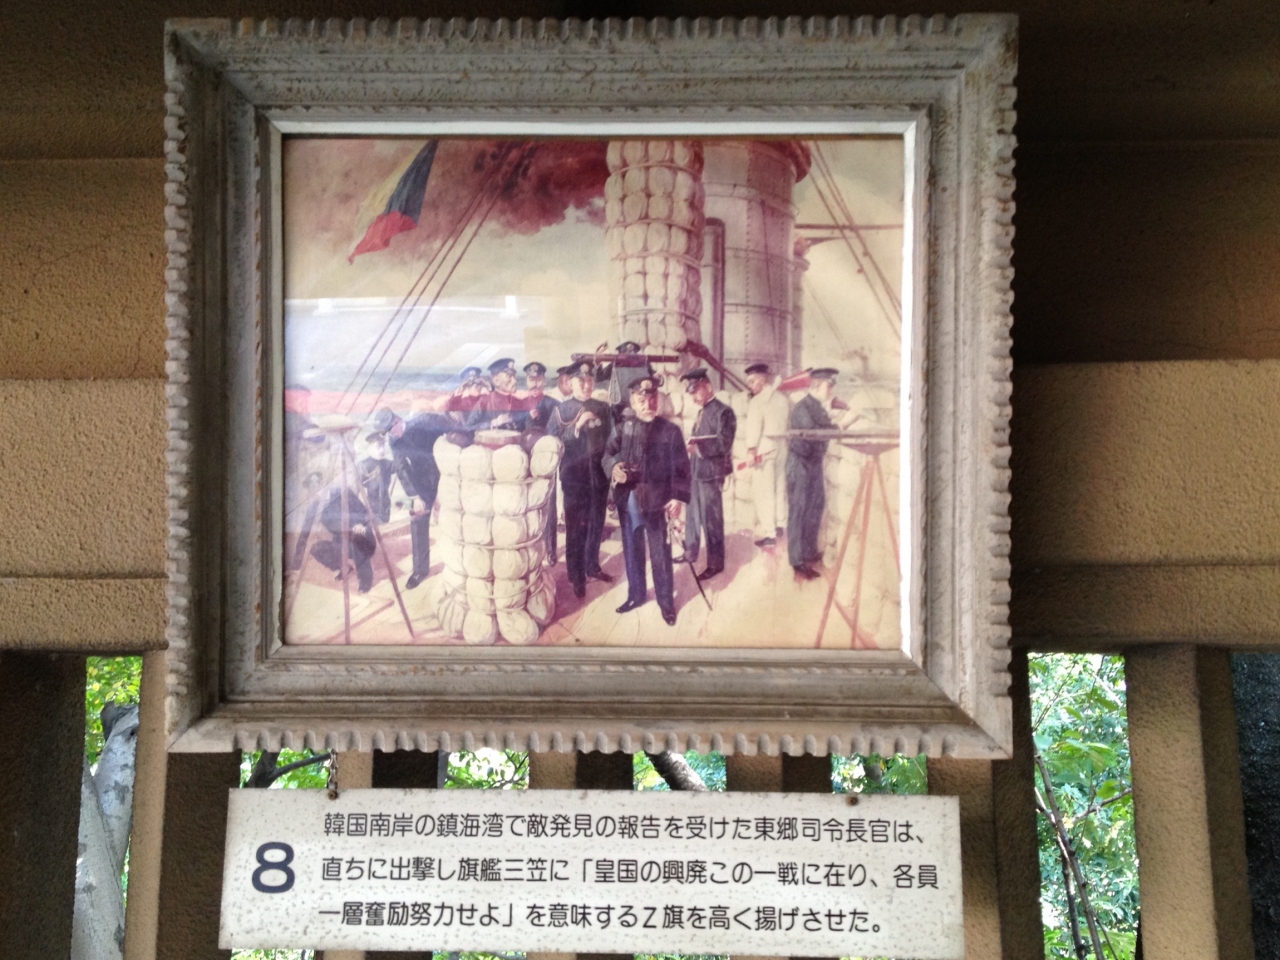 8
韓国南岸の鎮海湾で敵発見の報告を受けた東郷司令長官は、
直ちに出撃し旗艦三笠に「皇国の興廃この一戦に在り、各員
一層奮励努力せよ」を意味するZ旗を高く揚げさせた。